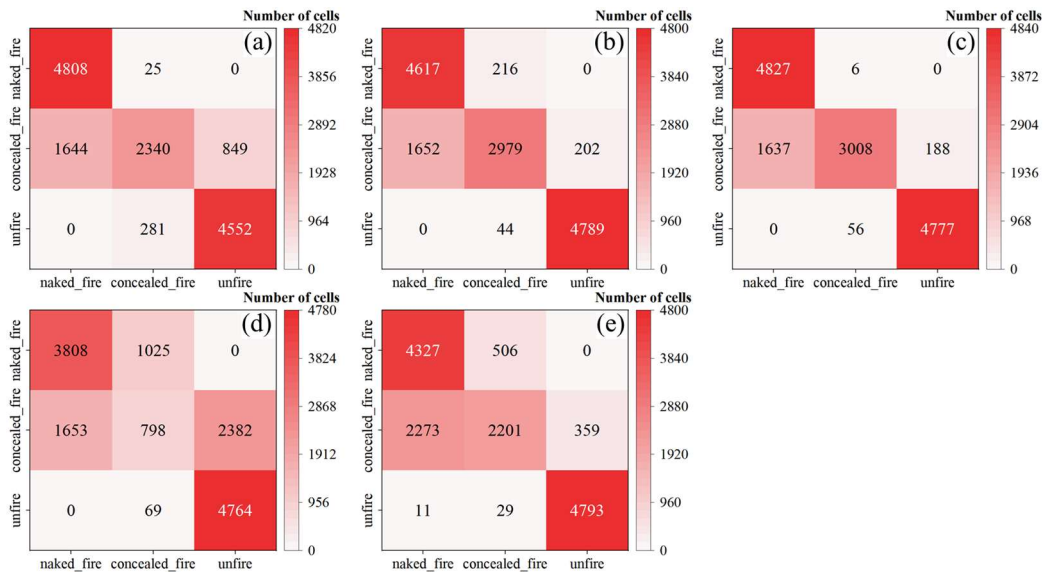 Number of cells
(a)
naked_fire
concealed_fire
unfire
4808 25 0
1644 2340 849
0 281 4552
naked_fire concealed_fire unfire
4820
3856
2892
1928
964
0
Number of cells
(b)
naked_fire
concealed_fire
unfire
4617 216 0
1652 2979 202
0 44 4789
naked_fire concealed_fire unfire
4800
3840
2880
1920
960
0
Number of cells
(c)
naked_fire
concealed_fire
unfire
4827 6 0
1637 3008 188
0 56 4777
naked_fire concealed_fire unfire
4840
3872
2904
1936
968
0
Number of cells
(d)
naked_fire
concealed_fire
unfire
3808 1025 0
1653 798 2382
0 69 4764
naked_fire concealed_fire unfire
4780
3824
2868
1912
956
0
Number of cells
(e)
naked_fire
concealed_fire
unfire
4327 506 0
2273 2201 359
11 29 4793
naked_fire concealed_fire unfire
4800
3840
2880
1920
960
0